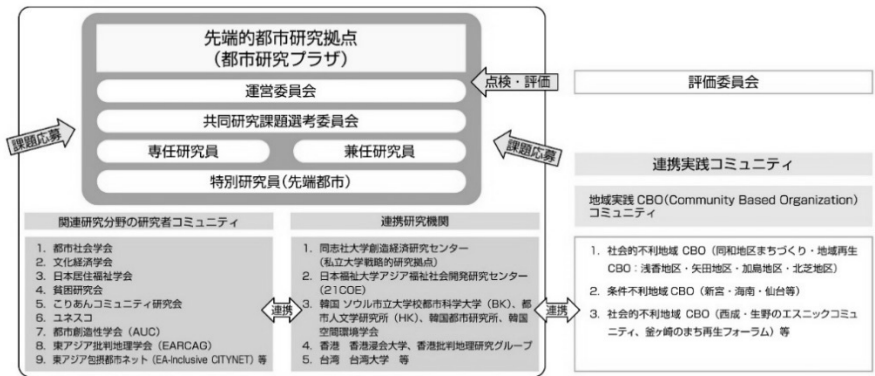 先端的都市研究拠点
（都市研究プラザ）
運営委員会
共同研究課題選考委員会
専任研究員
兼任研究員
特別研究員（先端都市）
課題応募
点検・評価
課題応募
評価委員会
連携実践コミュニティ
地域実践 CBO(Community Based Organization)
コミュニティ
関連研究分野の研究者コミュニティ
1. 都市社会学会
2. 文化経済学会
3. 日本居住福祉学会
4. 貧困研究会
5. こりあんコミュニティ研究会
6. ユネスコ
7. 都市創造性学会（AUC）
8. 東アジア批判地理学会（EARCAG）
9. 東アジア包摂都市ネット（EA-Inclusive CITYNET）等
連携
連携研究機関
1. 同志社大学創造経済研究センター
（私立大学戦略的研究拠点）
2. 日本福祉大学アジア福祉社会開発研究センター
（21COE）
3. 韓国 ソウル市立大学校都市科学大学（BK）、都
市人文学研究所（HK）、韓国都市研究所、韓国
空間環境学会
4. 香港 香港浸会大学、香港批判地理研究グループ
5. 台湾 台湾大学 等
連携
1. 社会的不利地域 CBO（同和地区まちづくり・地域再生
CBO：浅香地区・矢田地区・加島地区・北芝地区）
2. 条件不利地域 CBO（新宮・海南・仙台等）
3. 社会的不利地域 CBO（西成・生野のエスニックコミュ
ニティ、釜ヶ崎のまち再生フォーラム）等